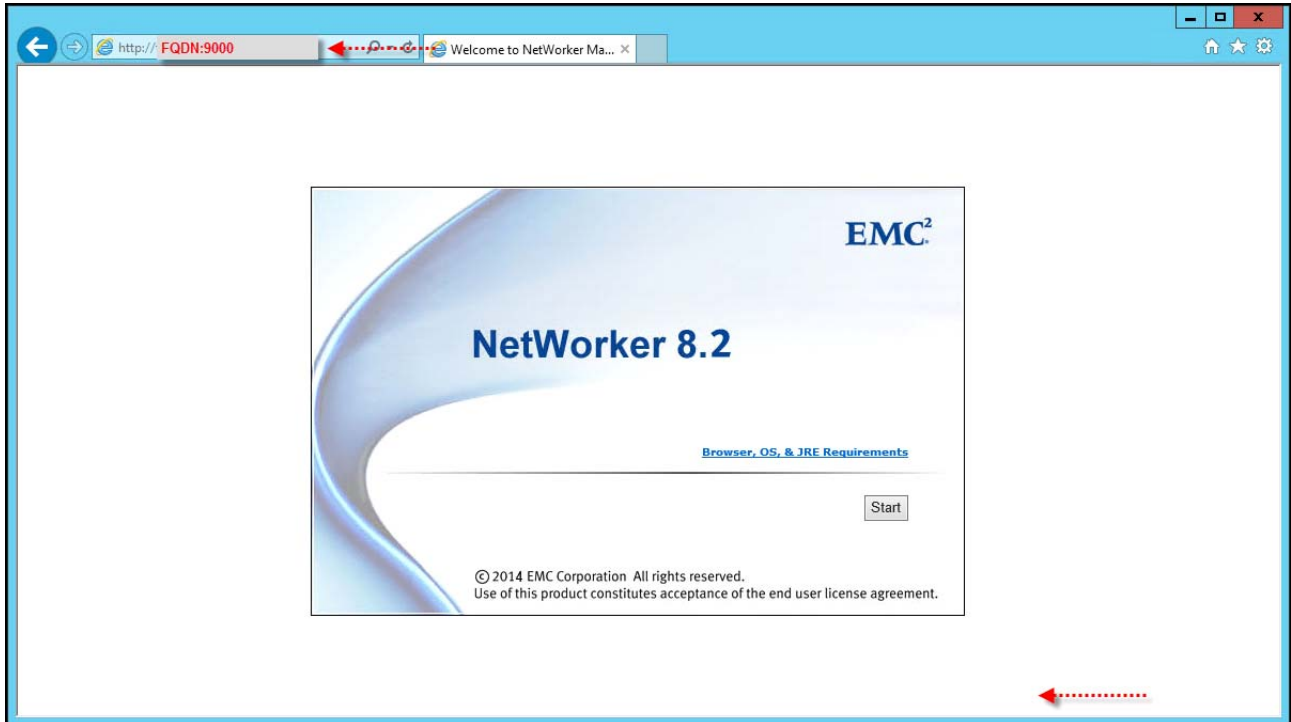 http:// FQDN:9000
Welcome to NetWorker Ma...
EMC²
NetWorker 8.2
Browser, OS, & JRE Requirements
Start
© 2014 EMC Corporation All rights reserved.
Use of this product constitutes acceptance of the end user license agreement.